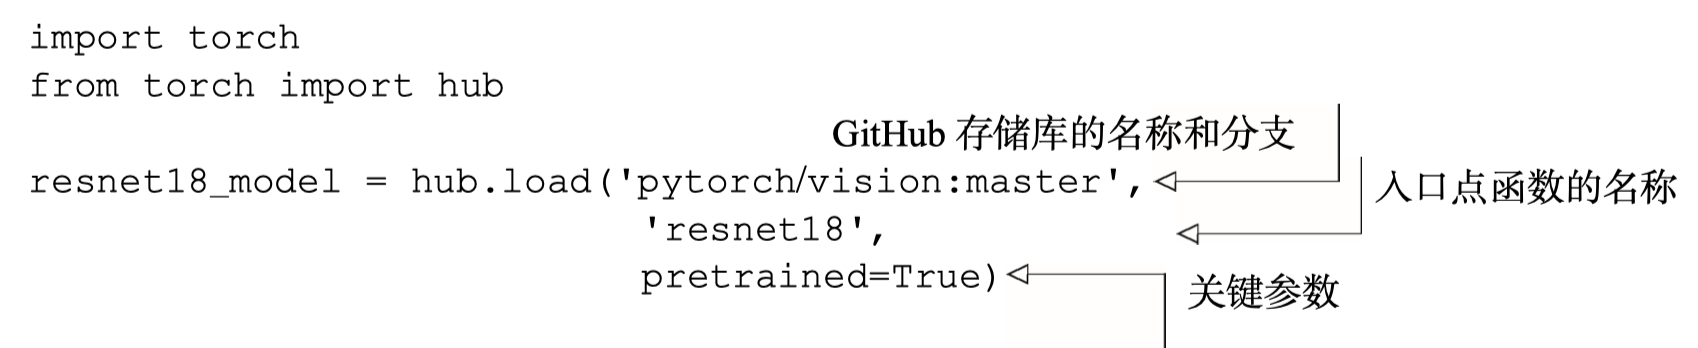 import torch
from torch import hub
GitHub 存储库的名称和分支
resnet18_model = hub.load('pytorch/vision:master',
入口点函数的名称
'resnet18',
pretrained=True)
关键参数